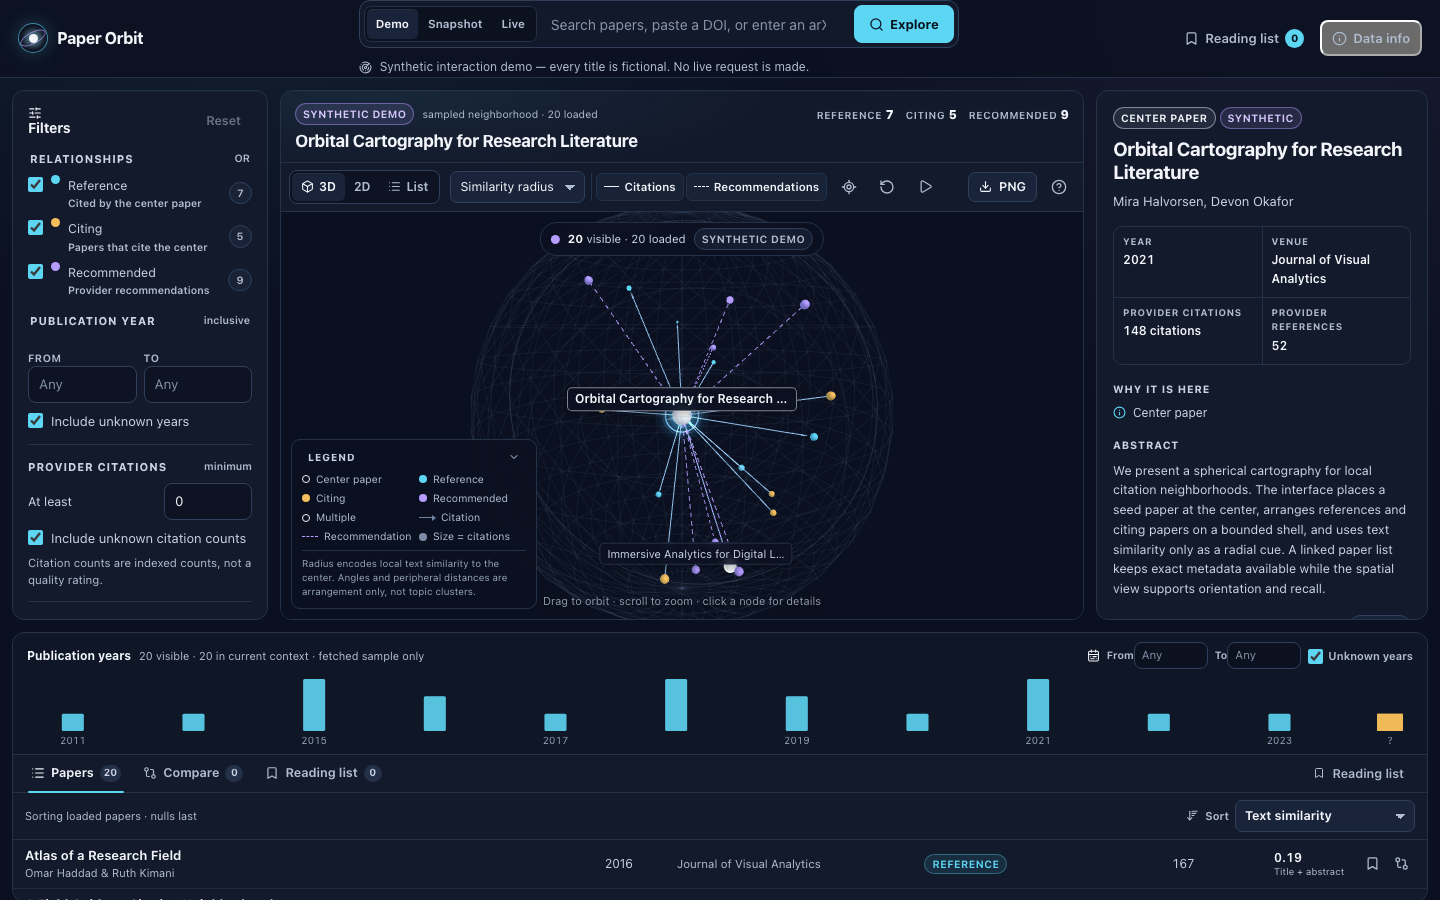 Paper Orbit
Demo Snapshot Live
Search papers, paste a DOI, or enter an ar
Explore
Synthetic interaction demo — every title is fictional. No live request is made.
Reading list 0
Data info
Filters
Reset
RELATIONSHIPS OR
Reference
Cited by the center paper
7
Citing
Papers that cite the center
5
Recommended
Provider recommendations
9
PUBLICATION YEAR inclusive
FROM TO
Any Any
Include unknown years
PROVIDER CITATIONS minimum
At least 0
Include unknown citation counts
Citation counts are indexed counts, not a
quality rating.
SYNTHETIC DEMO sampled neighborhood · 20 loaded
REFERENCE 7 CITING 5 RECOMMENDED 9
Orbital Cartography for Research Literature
3D 2D List
Similarity radius
Citations Recommendations
PNG
20 visible · 20 loaded SYNTHETIC DEMO
Orbital Cartography for Research ...
LEGEND
Center paper Reference
Citing Recommended
Multiple Citation
Recommendation Size = citations
Radius encodes local text similarity to the
center. Angles and peripheral distances are
arrangement only, not topic clusters.
Immersive Analytics for Digital L...
Drag to orbit · scroll to zoom · click a node for details
CENTER PAPER SYNTHETIC
Orbital Cartography for Research
Literature
Mira Halvorsen, Devon Okafor
YEAR
2021
VENUE
Journal of Visual
Analytics
PROVIDER CITATIONS
148 citations
PROVIDER
REFERENCES
52
WHY IT IS HERE
Center paper
ABSTRACT
We present a spherical cartography for local
citation neighborhoods. The interface places a
seed paper at the center, arranges references and
citing papers on a bounded shell, and uses text
similarity only as a radial cue. A linked paper list
keeps exact metadata available while the spatial
view supports orientation and recall.
Publication years 20 visible · 20 in current context · fetched sample only
From Any To Any Unknown years
2011 2015 2017 2019 2021 2023 ?
Papers 20 Compare 0 Reading list 0
Reading list
Sorting loaded papers · nulls last
Sort Text similarity
Atlas of a Research Field
Omar Haddad & Ruth Kimani
2016 Journal of Visual Analytics REFERENCE 167
0.19
Title + abstract